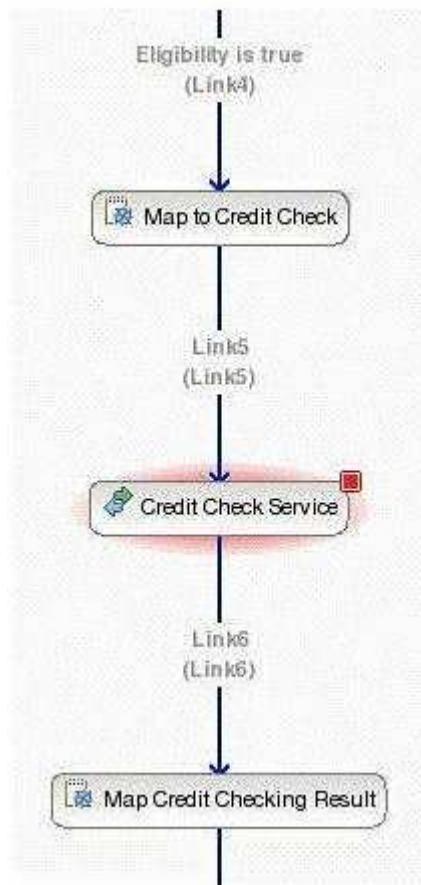 Eligibility is true
(Link4)
Map to Credit Check
Link5
(Link5)
Credit Check Service
Link6
(Link6)
Map Credit Checking Result